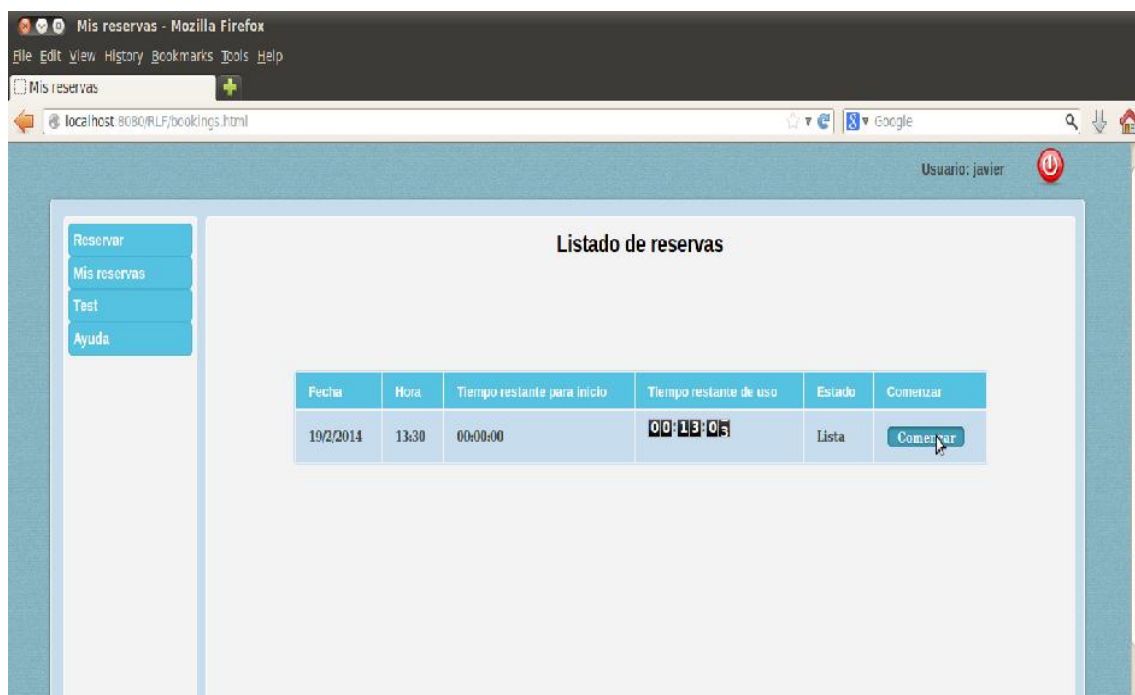 Mis reservas - Mozilla Firefox
File Edit View History Bookmarks Tools Help
Mis reservas
localhost:8080/RLF/bookings.html
Google
Usuario: javier
Reservar
Mis reservas
Test
Ayuda
Listado de reservas
Fecha Hora Tiempo restante para inicio Tiempo restante de uso Estado Comenzar
19/2/2014 13:30 00:00:00 00:13:03 Lista Comenzar